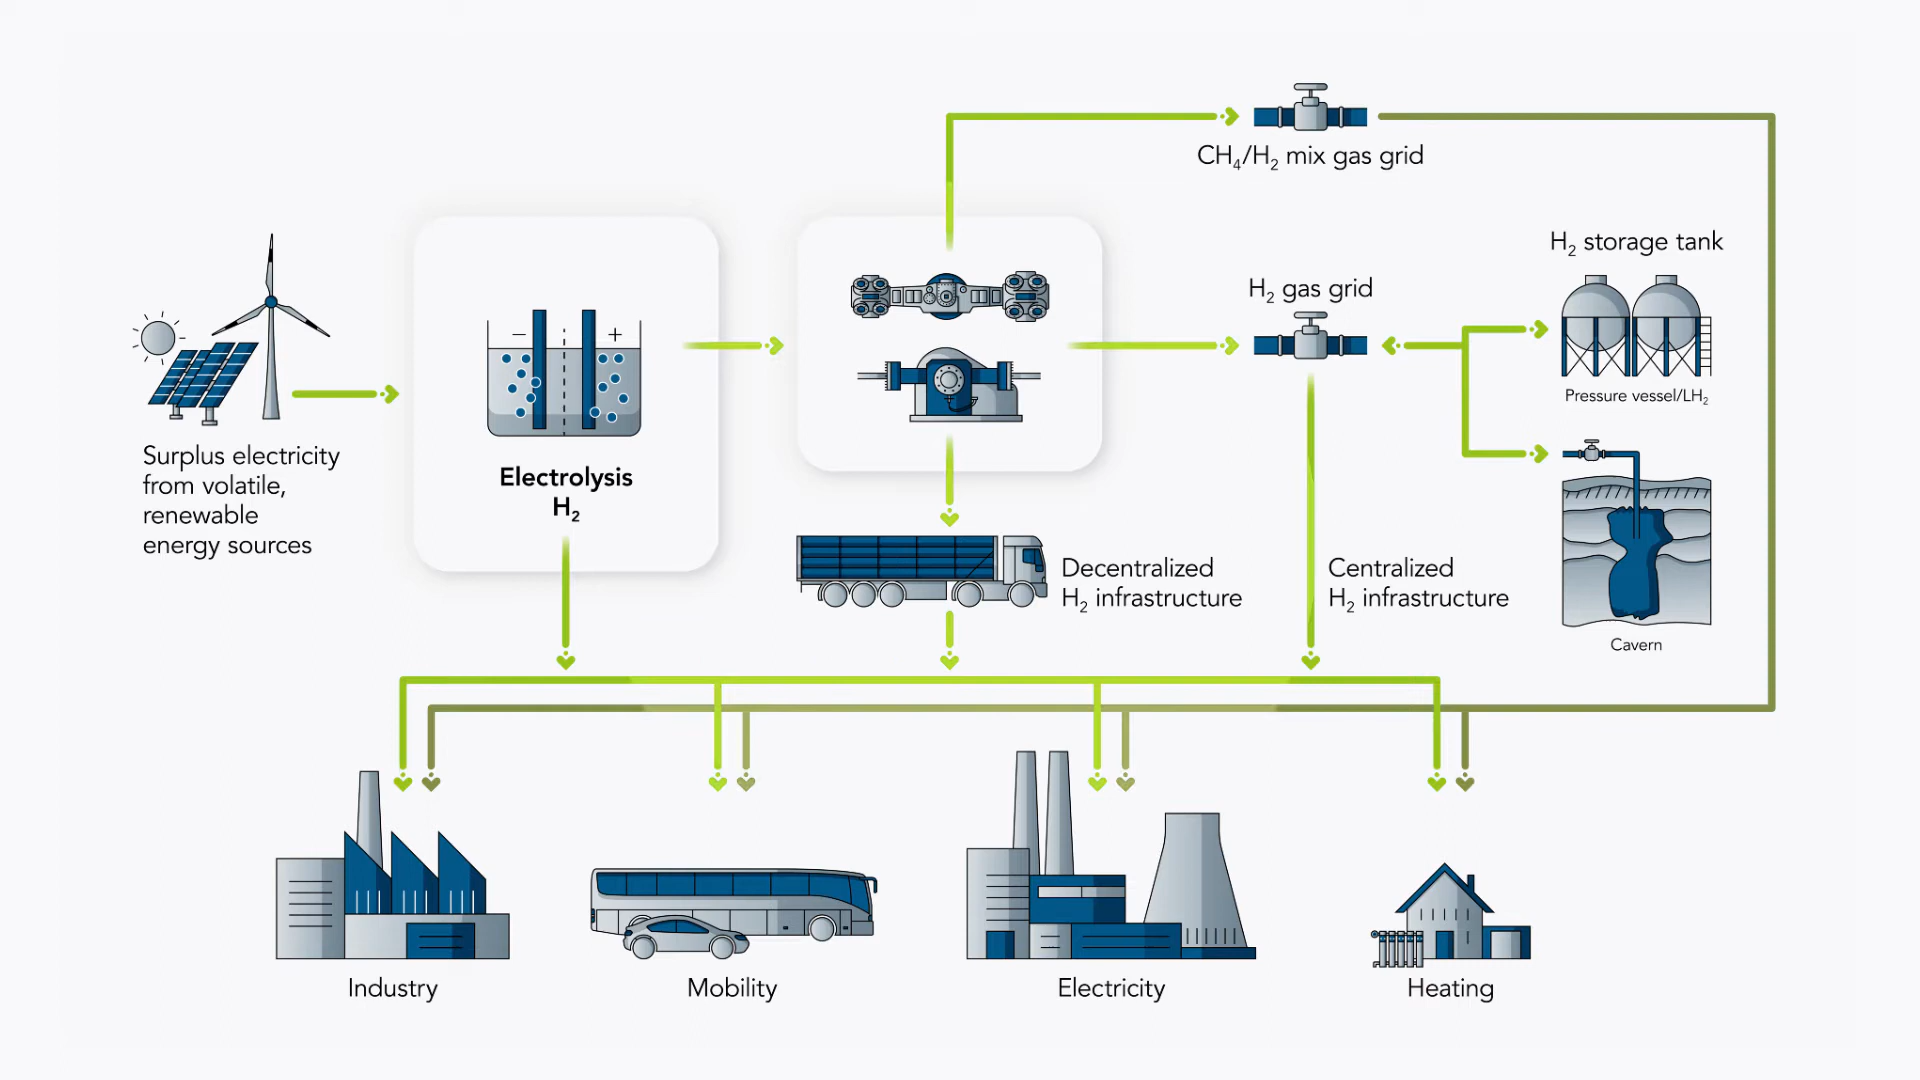 CH₄/H₂ mix gas grid
H₂ storage tank
H₂ gas grid
Pressure vessel/LH₂
− +
Surplus electricity
from volatile,
renewable
energy sources
Electrolysis
H₂
Decentralized
H₂ infrastructure
Centralized
H₂ infrastructure
Cavern
Industry
Mobility
Electricity
Heating